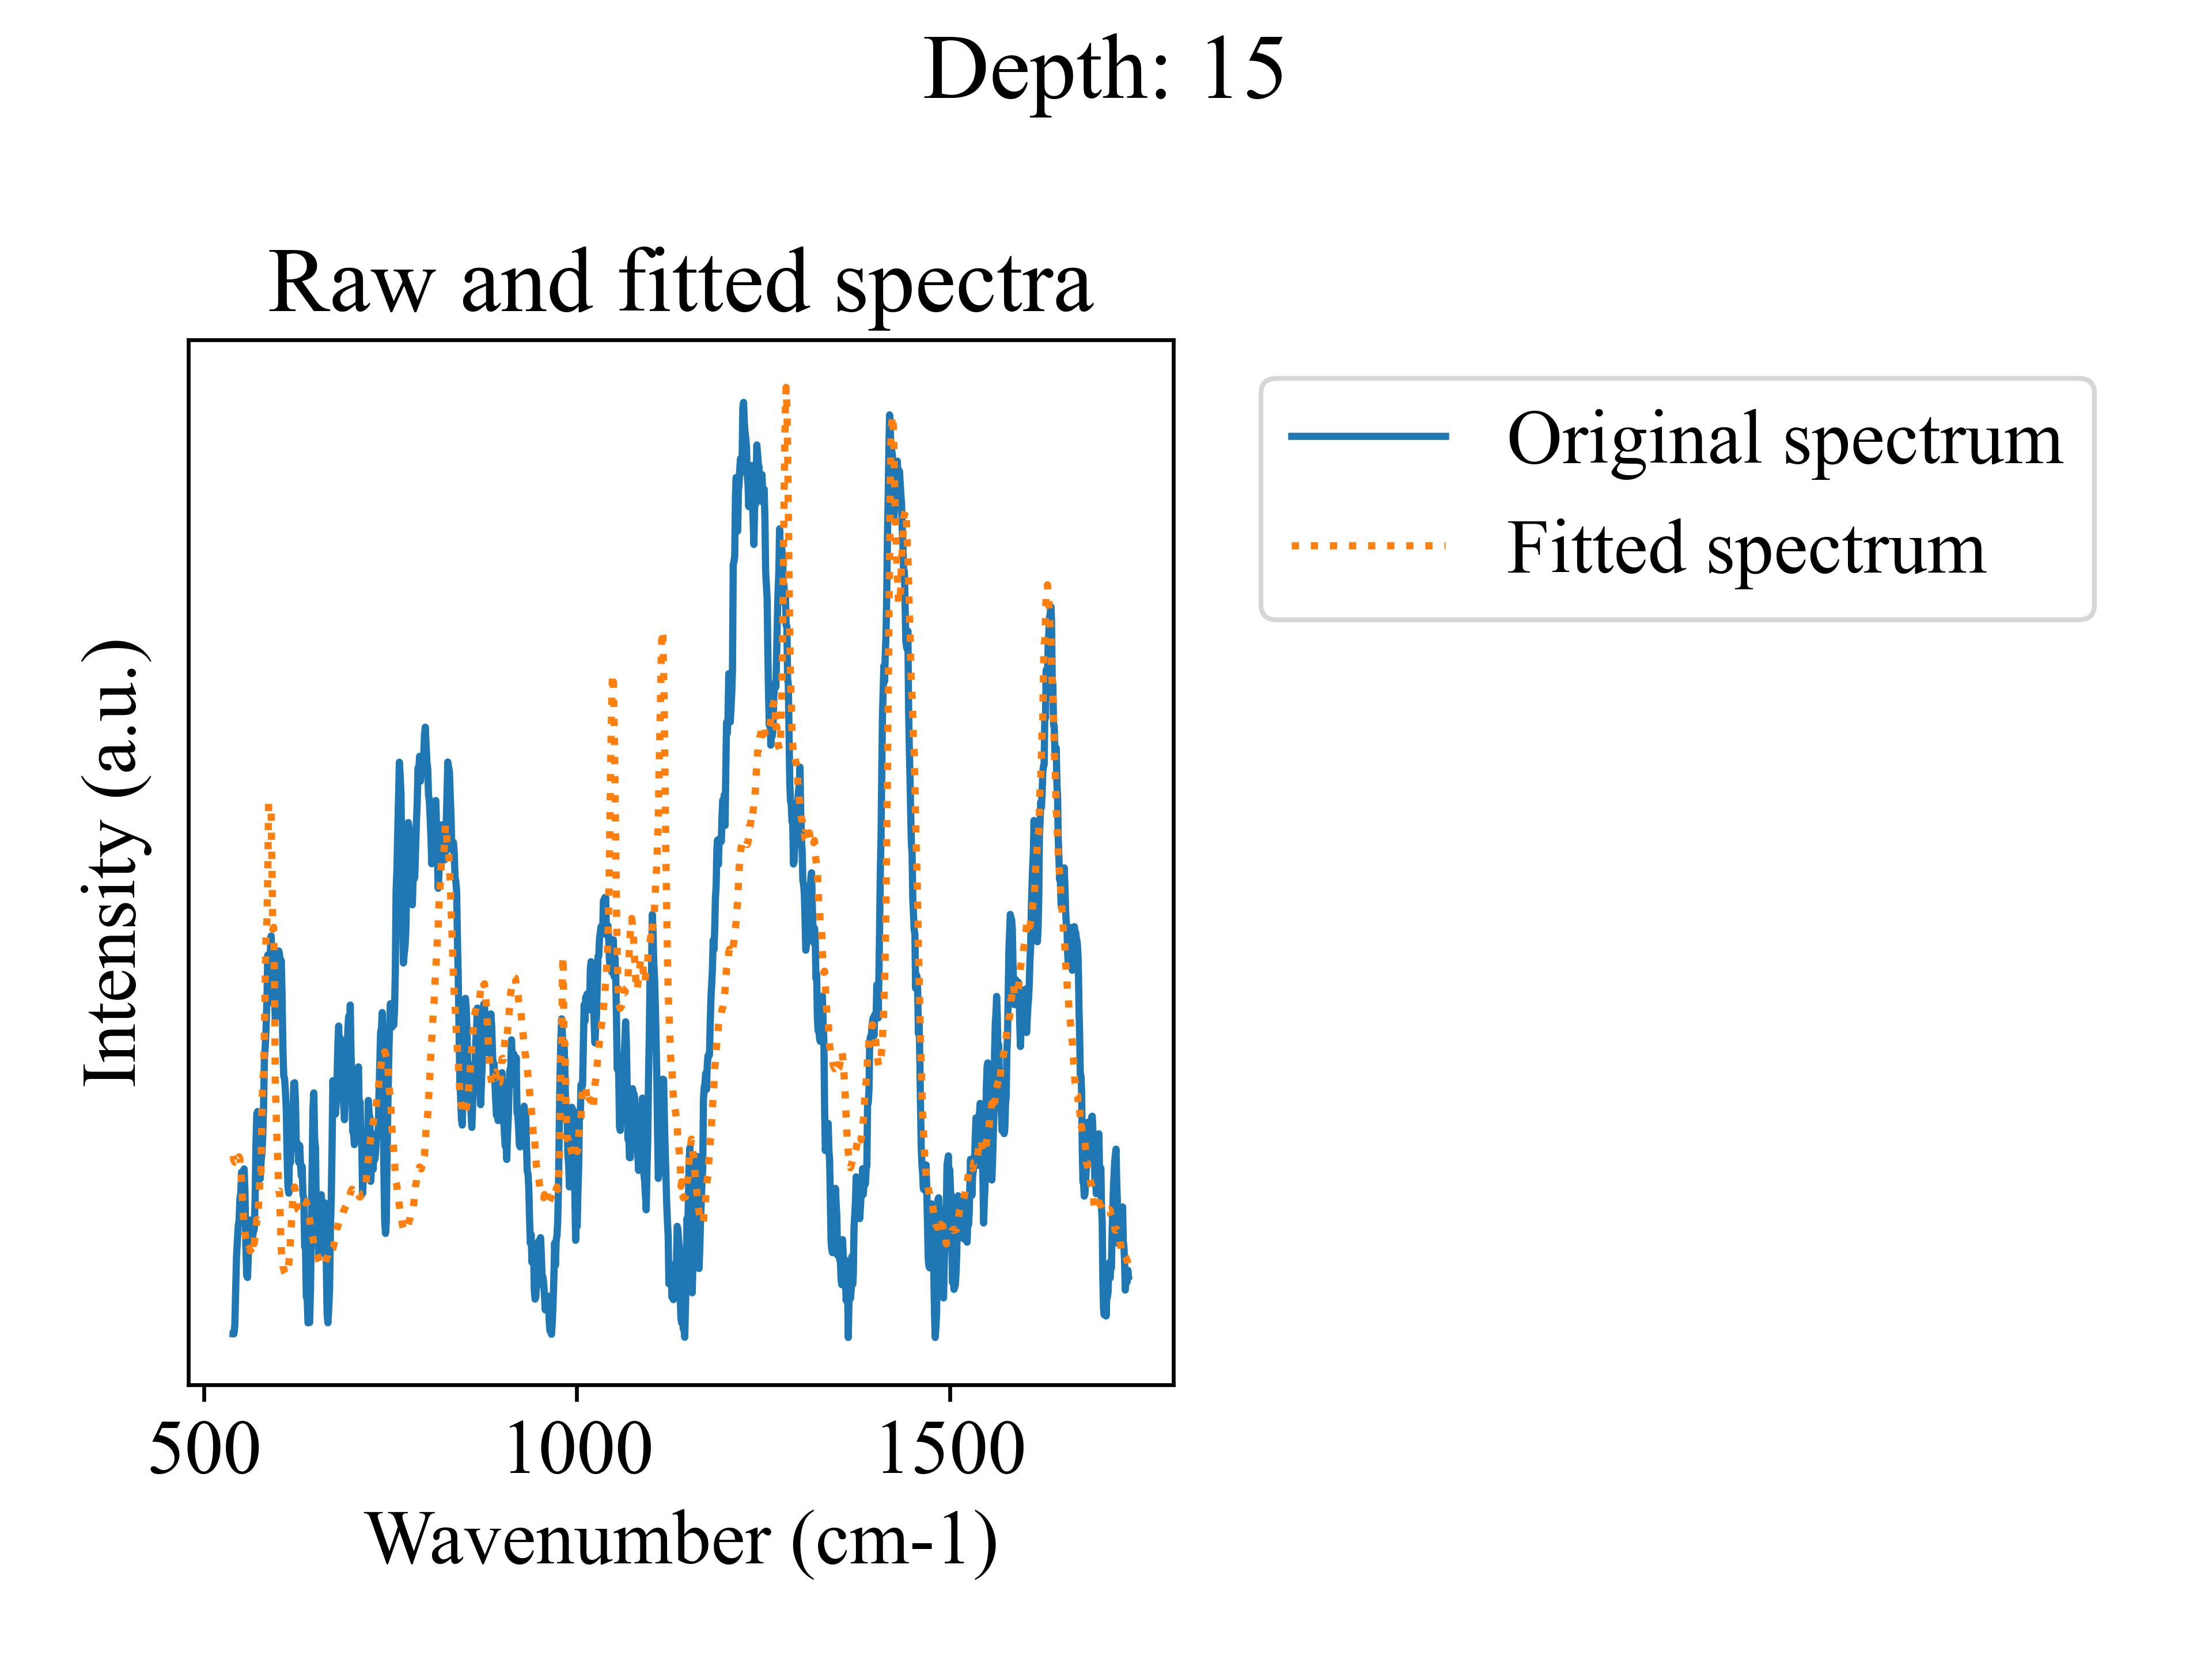 Depth: 15
Raw and fitted spectra
Original spectrum
Fitted spectrum
Intensity (a.u.)
500 1000 1500
Wavenumber (cm-1)